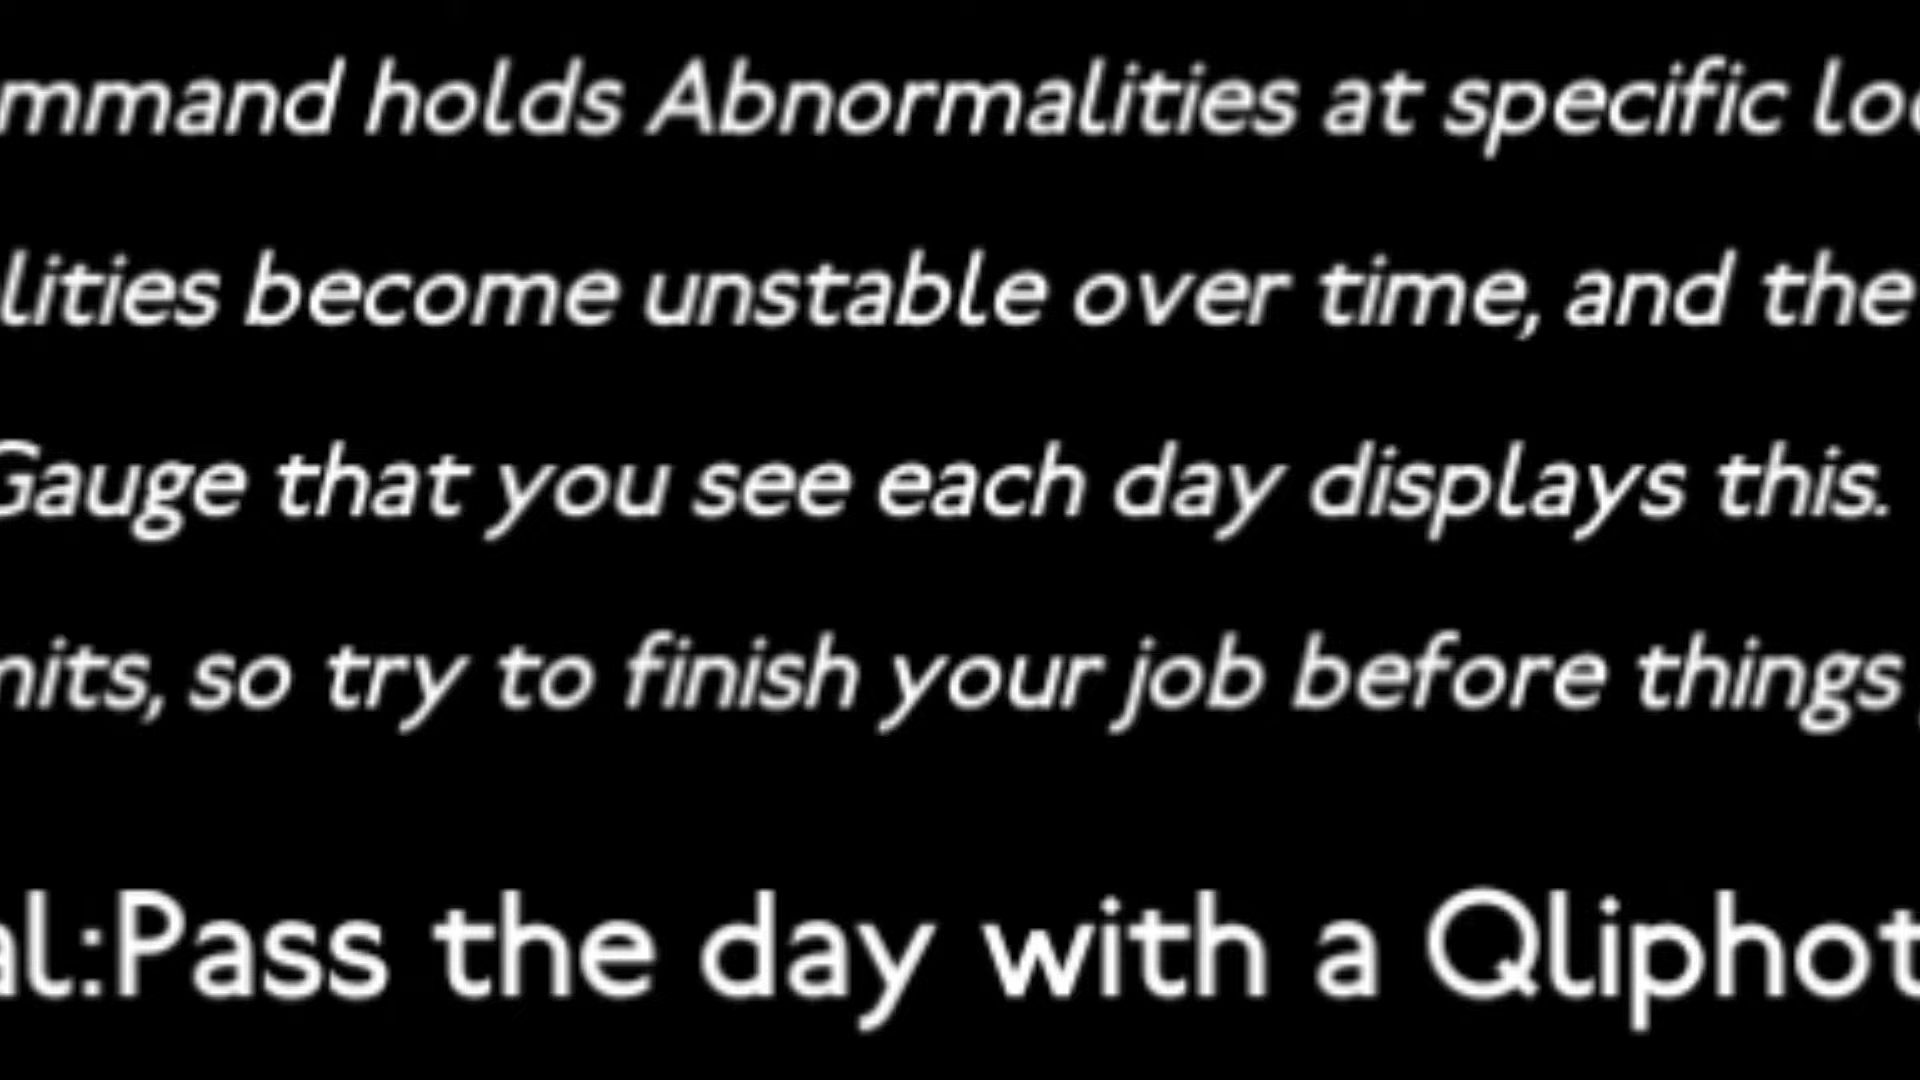 mmand holds Abnormalities at specific loc
lities become unstable over time, and the
Gauge that you see each day displays this.
nits, so try to finish your job before things
al:Pass the day with a Qliphot